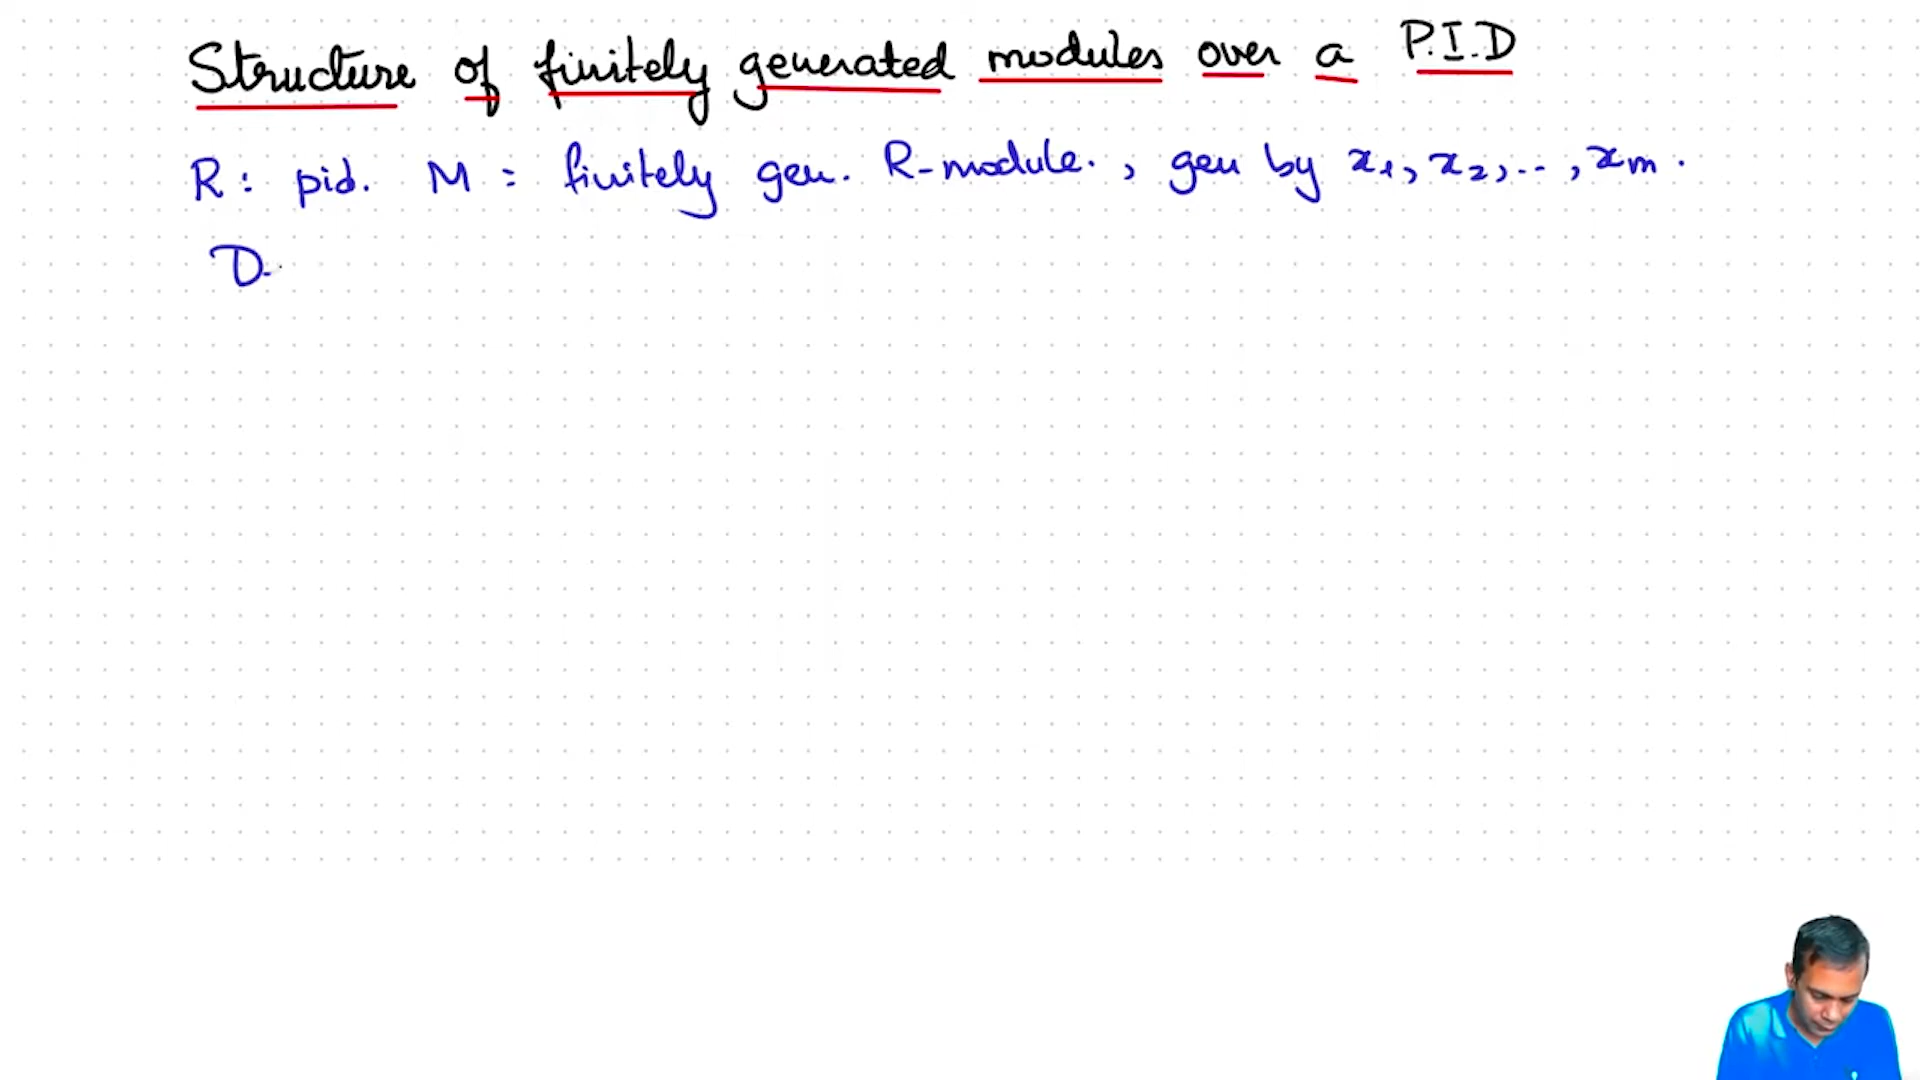 Structure of finitely generated modules over a P.I.D
R: pid. M = finitely gen. R-module., gen by x₁, x₂, .. , xₘ.
D